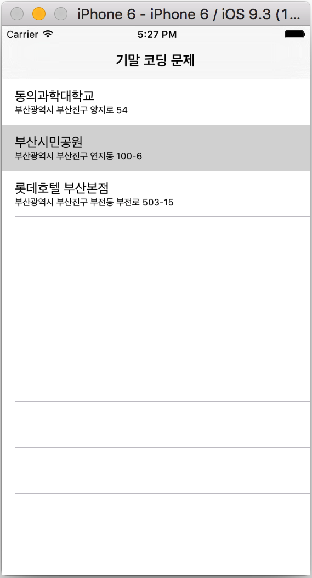 iPhone 6 - iPhone 6 / iOS 9.3 (1...
Carrier 5:27 PM
기말 코딩 문제
동의과학대학교
부산광역시 부산진구 양지로 54
부산시민공원
부산광역시 부산진구 연지동 100-6
롯데호텔 부산본점
부산광역시 부산진구 부전동 부전로 503-15